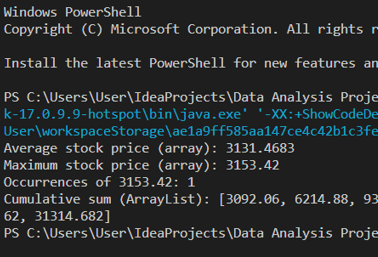 Windows PowerShell
Copyright (C) Microsoft Corporation. All rights r
Install the latest PowerShell for new features an
PS C:\Users\User\IdeaProjects\Data Analysis Proje
k-17.0.9.9-hotspot\bin\java.exe' '-XX:+ShowCodeDe
User\workspaceStorage\ae1a9ff585aa147ce4c42b1c3fe
Average stock price (array): 3131.4683
Maximum stock price (array): 3153.42
Occurrences of 3153.42: 1
Cumulative sum (ArrayList): [3092.06, 6214.88, 93
62, 31314.682]
PS C:\Users\User\IdeaProjects\Data Analysis Proje